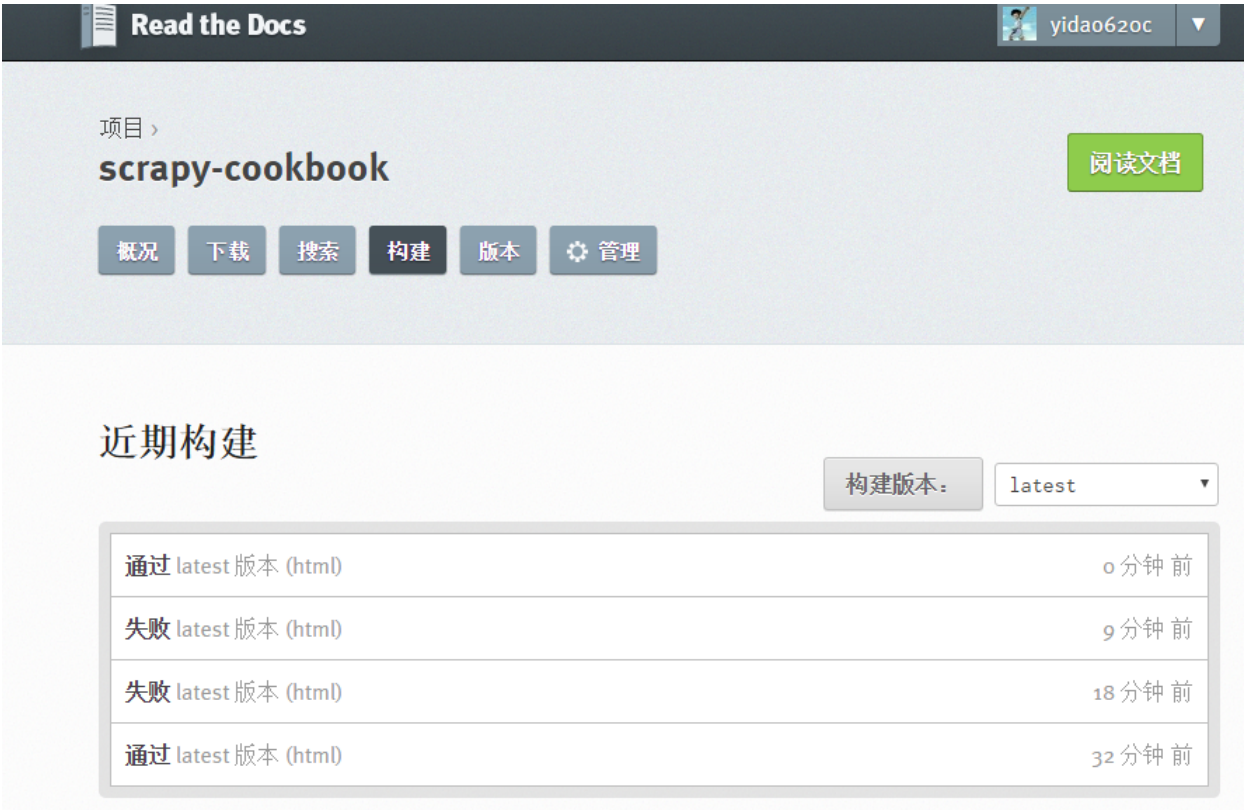 Read the Docs
yidao620c ▼
项目 ›
scrapy-cookbook
阅读文档
概况 下载 搜索 构建 版本 管理
近期构建
构建版本： latest
通过 latest 版本 (html) 0 分钟 前
失败 latest 版本 (html) 9 分钟 前
失败 latest 版本 (html) 18 分钟 前
通过 latest 版本 (html) 32 分钟 前